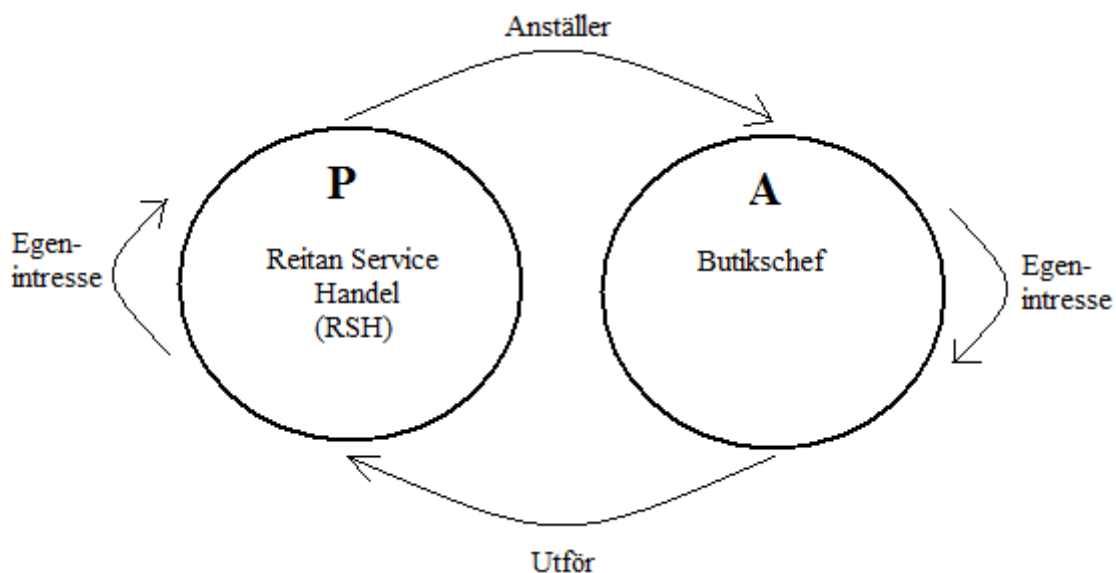 Anställer
P
A
Egen-
intresse
Reitan Service
Handel
(RSH)
Butikschef
Egen-
intresse
Utför